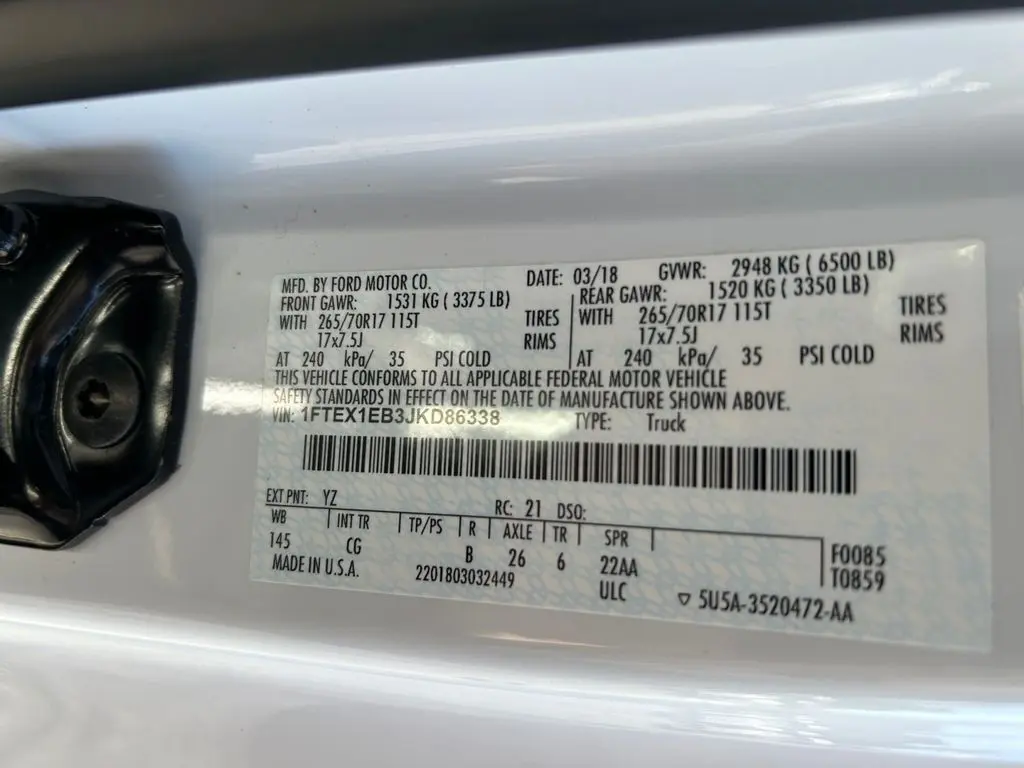 MFD. BY FORD MOTOR CO. DATE: 03/18 GVWR: 2948 KG ( 6500 LB)
FRONT GAWR: 1531 KG ( 3375 LB) REAR GAWR: 1520 KG ( 3350 LB)
WITH 265/70R17 115T TIRES WITH 265/70R17 115T TIRES
17x7.5J RIMS 17x7.5J RIMS
AT 240 kPa/ 35 PSI COLD AT 240 kPa/ 35 PSI COLD
THIS VEHICLE CONFORMS TO ALL APPLICABLE FEDERAL MOTOR VEHICLE
SAFETY STANDARDS IN EFFECT ON THE DATE OF MANUFACTURE SHOWN ABOVE.
VIN: 1FTEX1EB3JKD86338 TYPE: Truck
EXT PNT: YZ RC: 21 DSO:
WB INT TR TP/PS R AXLE TR SPR
145 CG B 26 6 22AA F0085
MADE IN U.S.A. 2201803032449 ULC T0859
5U5A-3520472-AA